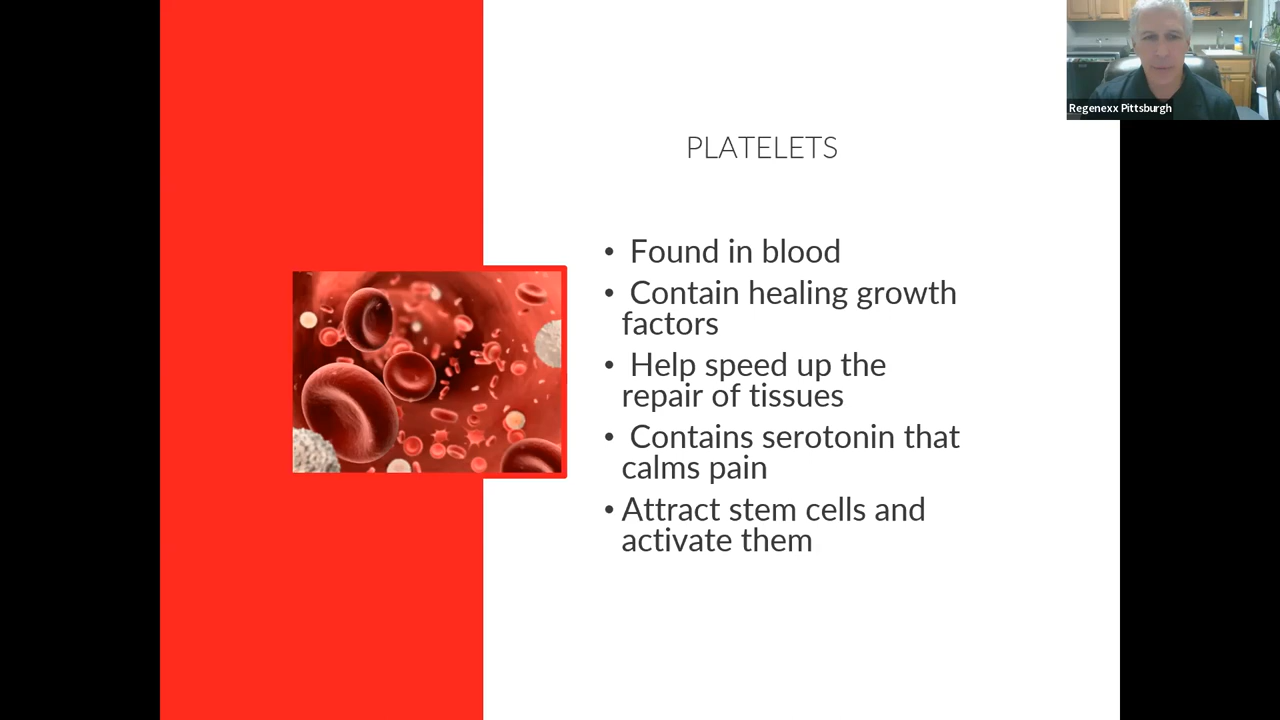 Regenexx Pittsburgh
PLATELETS
• Found in blood
• Contain healing growth
factors
• Help speed up the
repair of tissues
• Contains serotonin that
calms pain
• Attract stem cells and
activate them